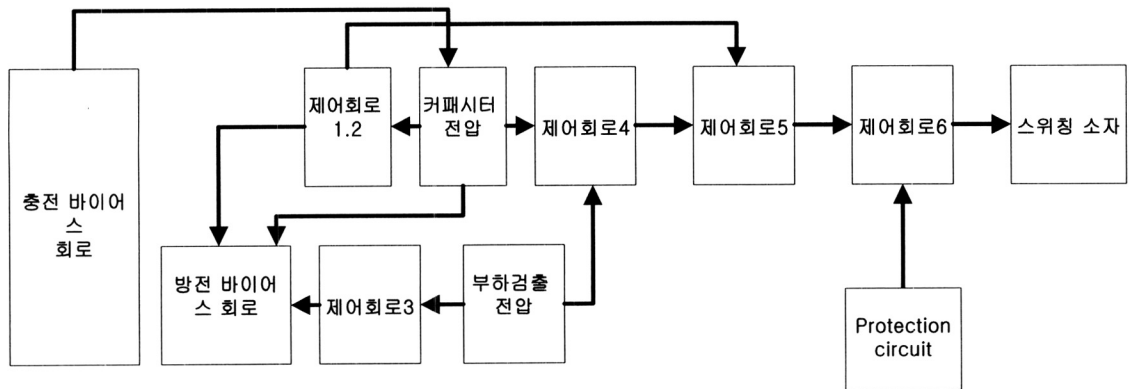 충전 바이어
스
회로
제어회로
1.2
커패시터
전압
제어회로4
제어회로5
제어회로6
스위칭 소자
방전 바이어
스 회로
제어회로3
부하검출
전압
Protection
circuit